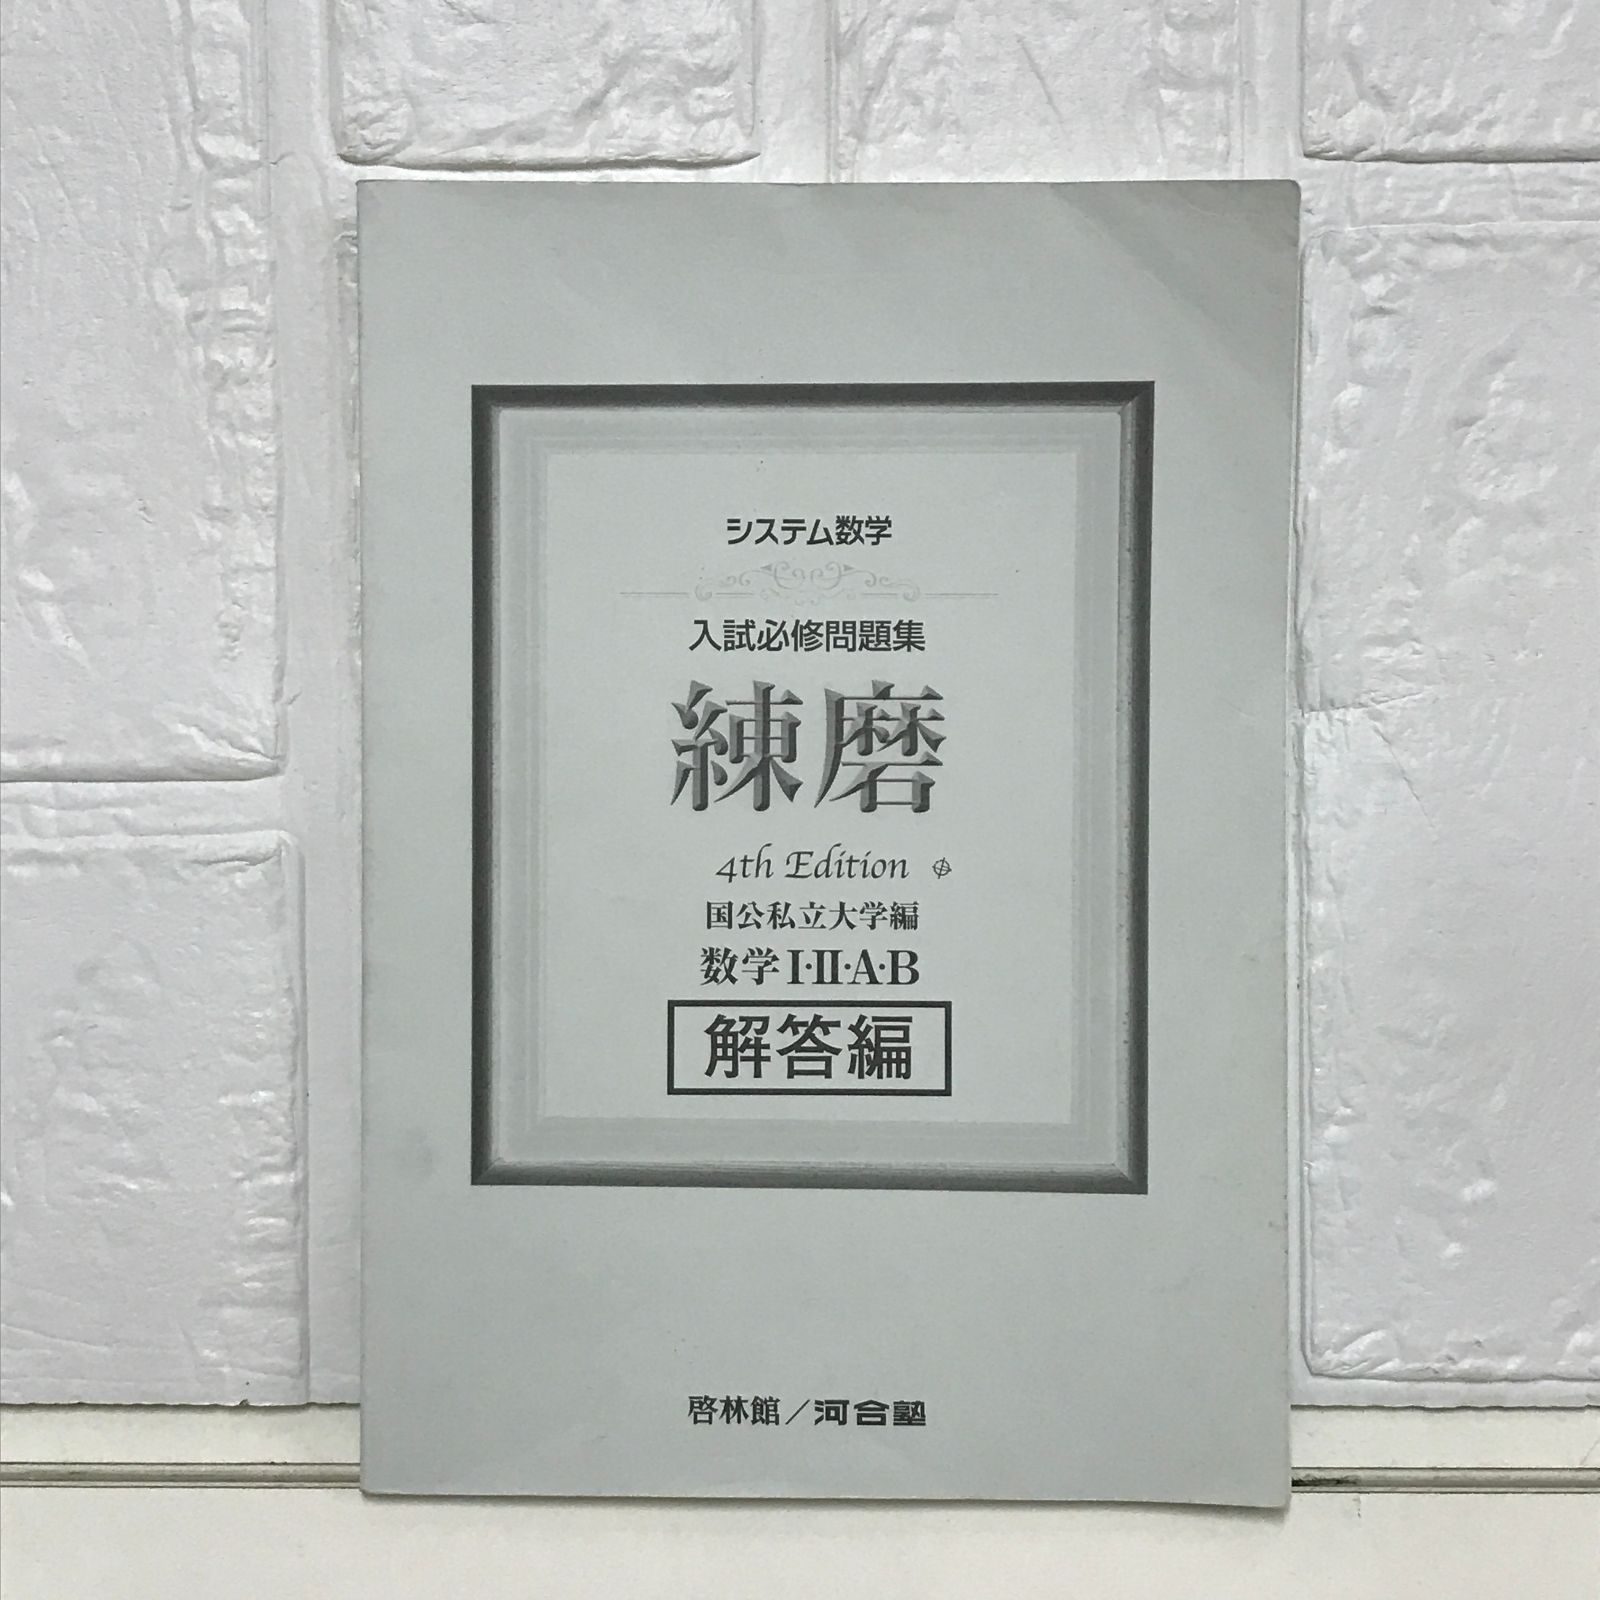 システム数学
入試必修問題集
練磨
4th Edition
国公私立大学編
数学I・II・A・B
解答編
啓林館／河合塾